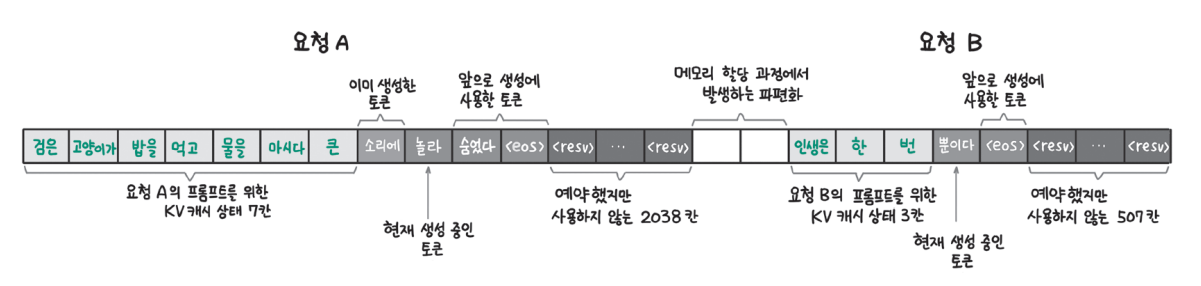 요청 A
요청 B
이미 생성한
토큰
앞으로 생성에
사용할 토큰
메모리 할당 과정에서
발생하는 파편화
앞으로 생성에
사용할 토큰
검은 고양이가 밥을 먹고 물을 마시다 큰 소리에 놀라 숨었다 <eos> <resv> ... <resv> 인생은 한 번 뿐이다 <eos> <resv> ... <resv>
요청 A의 프롬프트를 위한
KV 캐시 상태 7칸
현재 생성 중인
토큰
예약했지만
사용하지 않는 2038칸
요청 B의 프롬프트를 위한
KV 캐시 상태 3칸
현재 생성 중인
토큰
예약했지만
사용하지 않는 507칸